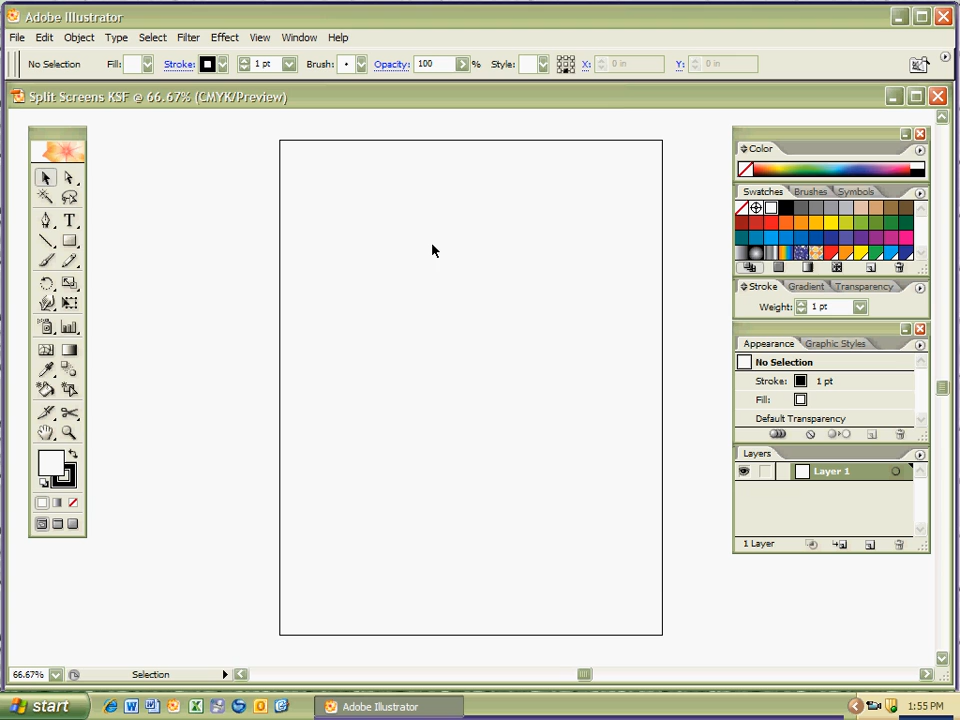 Adobe Illustrator
File Edit Object Type Select Filter Effect View Window Help
No Selection Fill: Stroke: 1 pt Brush: Opacity: 100 % Style: X: 0 in Y: 0 in
Split Screens KSF @ 66.67% (CMYK/Preview)
Color
Swatches Brushes Symbols
Stroke Gradient Transparency
Weight: 1 pt
Appearance Graphic Styles
No Selection
Stroke: 1 pt
Fill:
Default Transparency
Layers
Layer 1
1 Layer
66.67% Selection
start Adobe Illustrator 1:55 PM